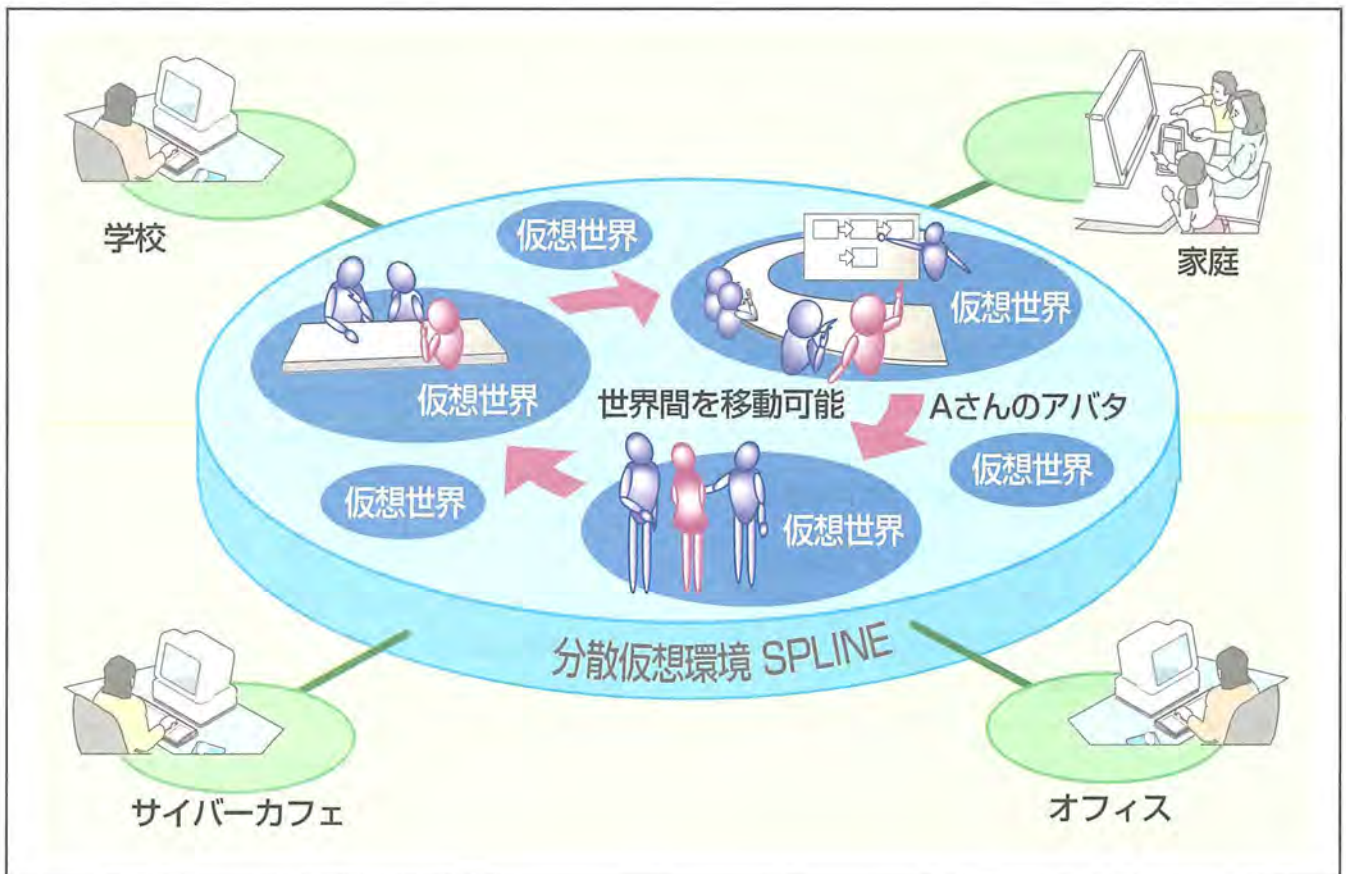 学校
家庭
仮想世界
仮想世界
仮想世界
世界間を移動可能
Aさんのアバタ
仮想世界
仮想世界
仮想世界
分散仮想環境 SPLINE
サイバーカフェ
オフィス